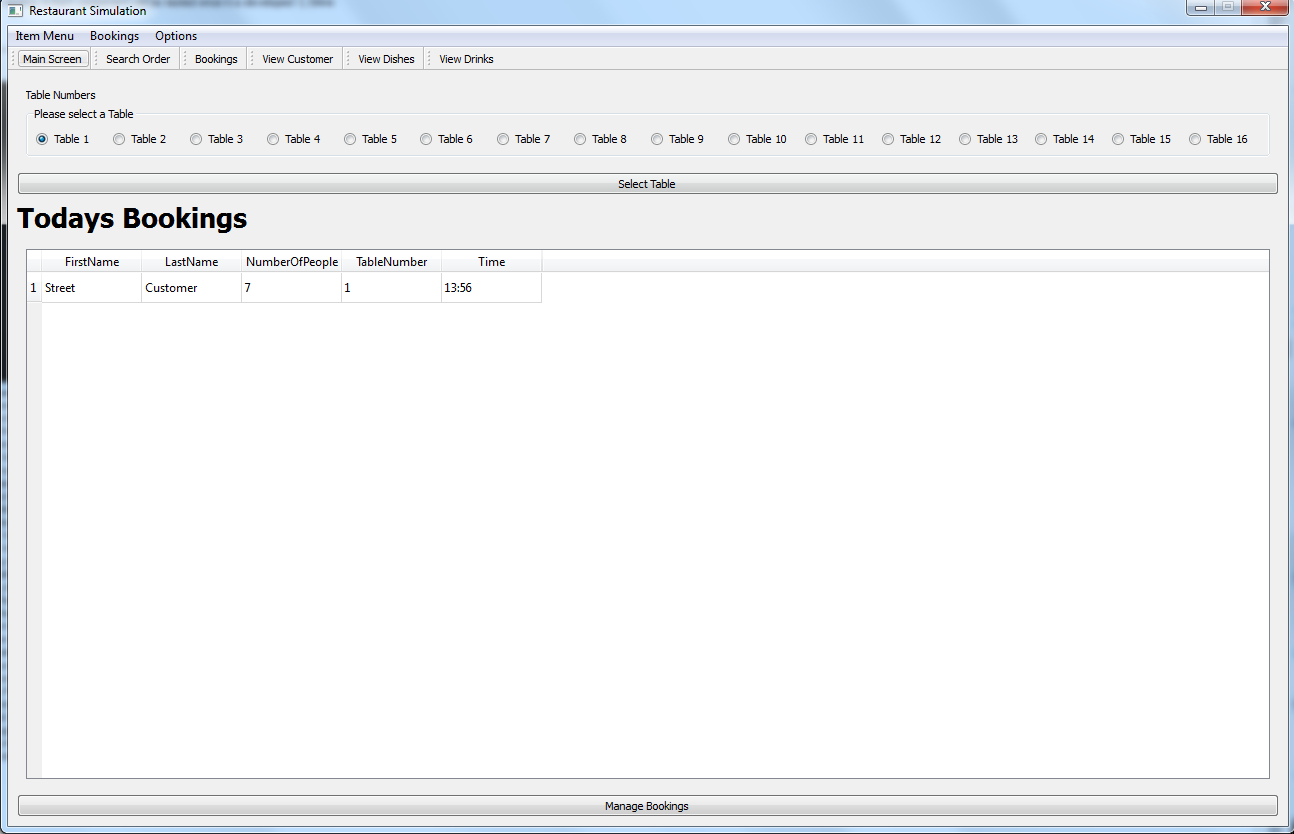 Restaurant Simulation
Item Menu Bookings Options
Main Screen Search Order Bookings View Customer View Dishes View Drinks
Table Numbers
Please select a Table
Table 1 Table 2 Table 3 Table 4 Table 5 Table 6 Table 7 Table 8 Table 9 Table 10 Table 11 Table 12 Table 13 Table 14 Table 15 Table 16
Select Table
Todays Bookings
FirstName LastName NumberOfPeople TableNumber Time
1 Street Customer 7 1 13:56
Manage Bookings